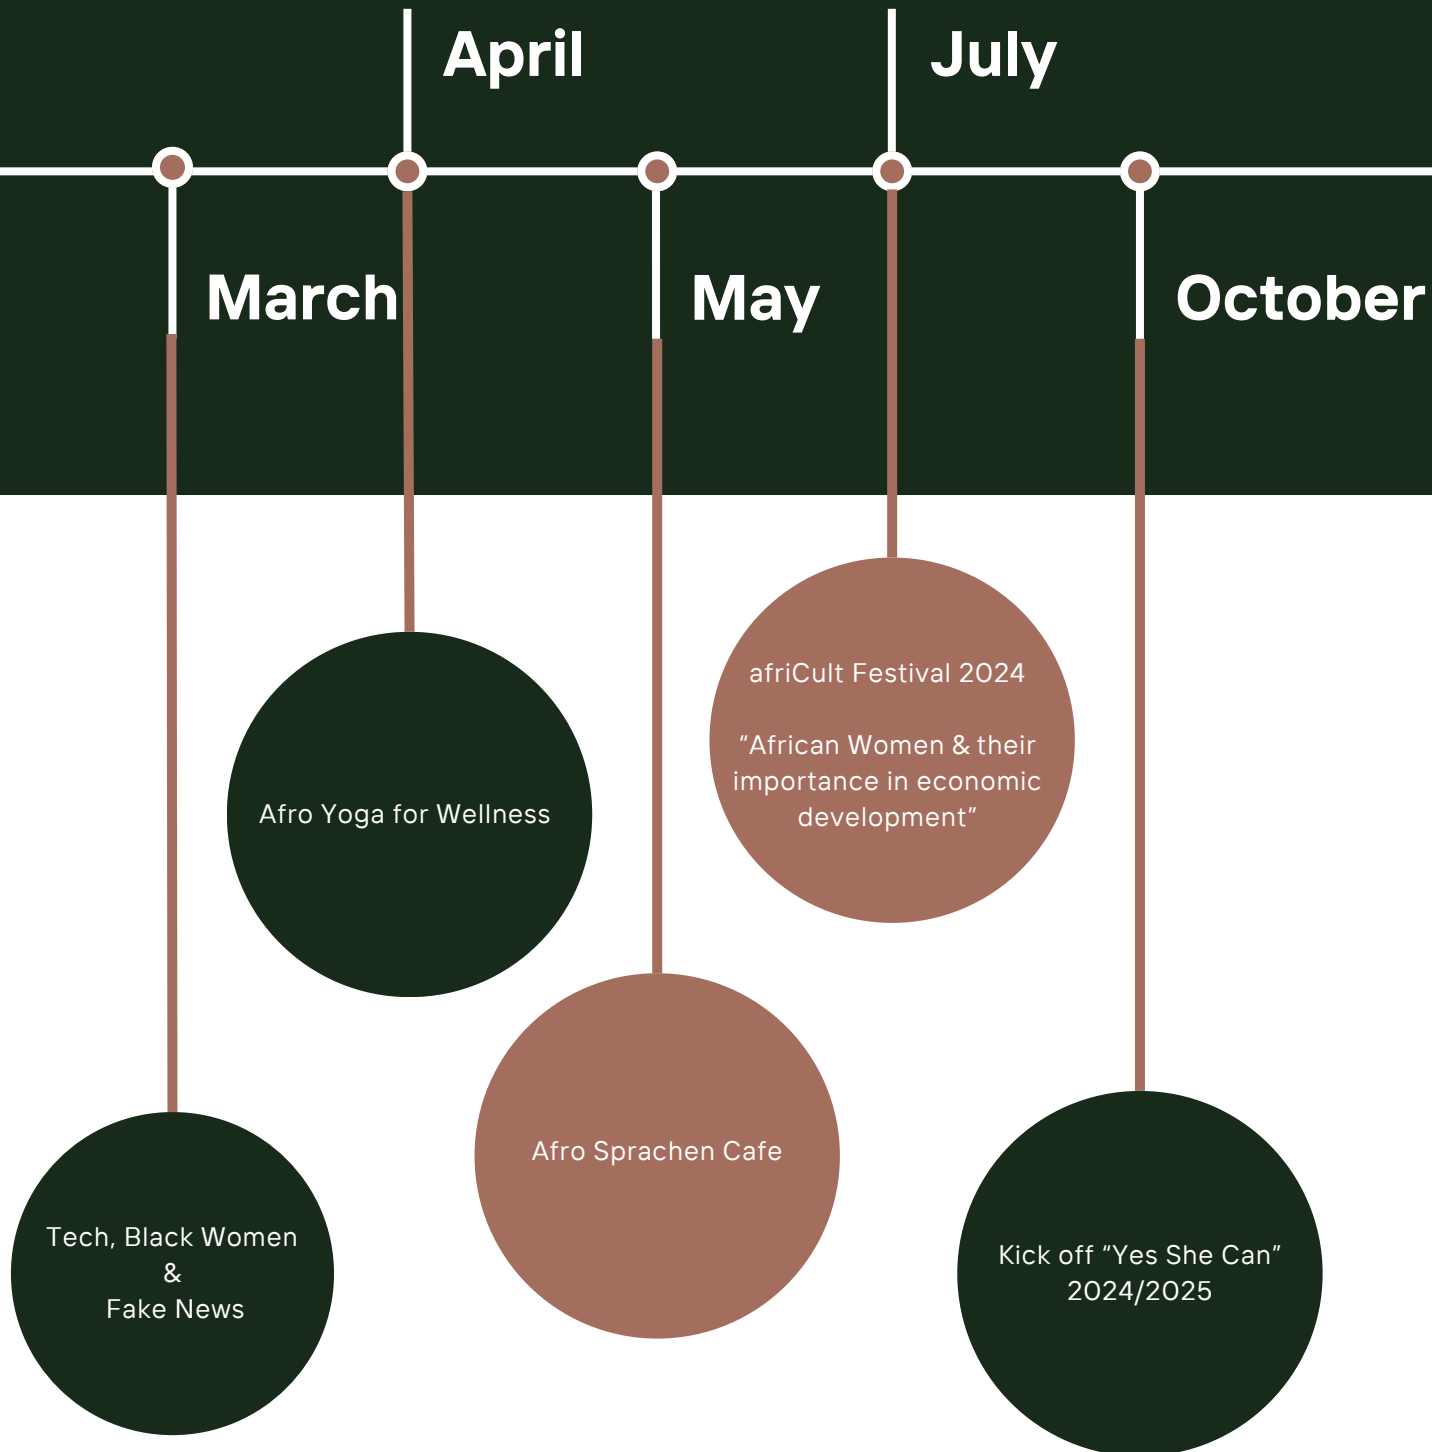 April
July
March
May
October
afriCult Festival 2024
“African Women & their
importance in economic
development”
Afro Yoga for Wellness
Afro Sprachen Cafe
Tech, Black Women
&
Fake News
Kick off “Yes She Can”
2024/2025